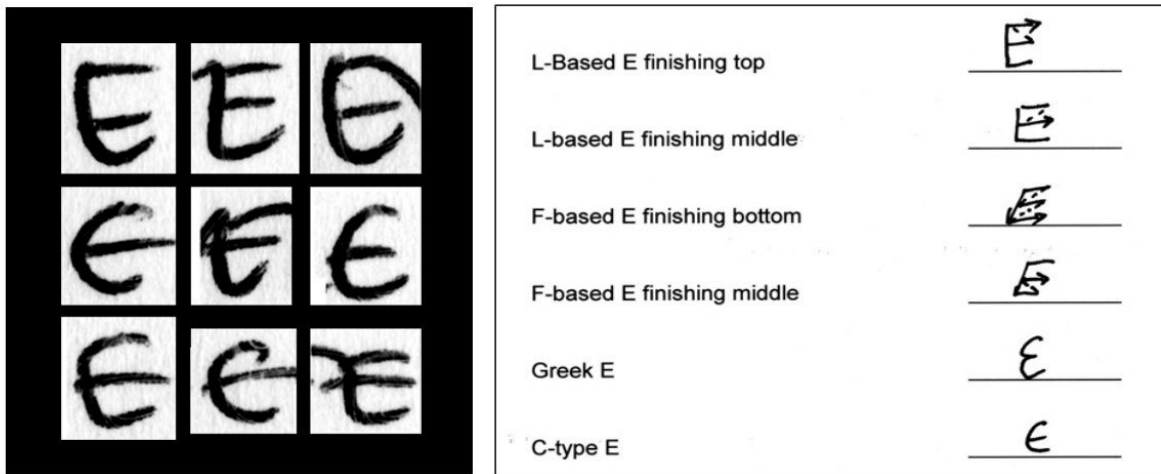 E E E
E E E
E E E
L-Based E finishing top E
L-based E finishing middle E
F-based E finishing bottom E
F-based E finishing middle E
Greek E Ɛ
C-type E Є